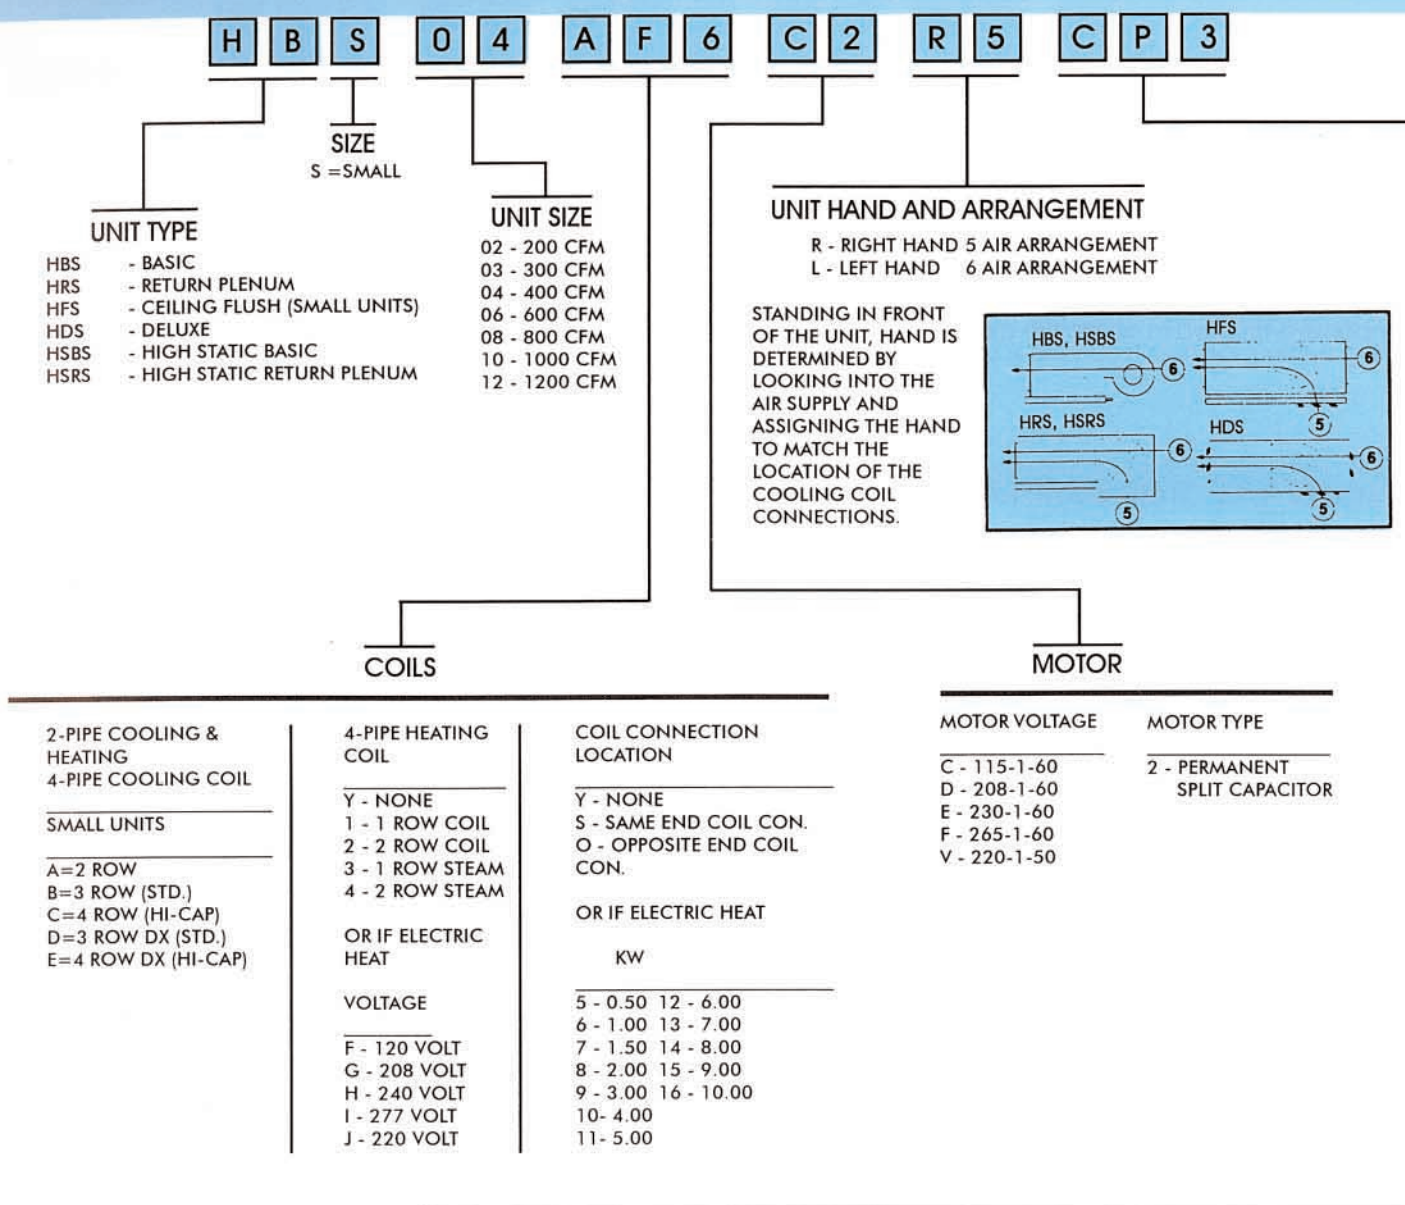 H B S 0 4 A F 6 C 2 R 5 C P 3
SIZE
S =SMALL
UNIT TYPE
HBS - BASIC
HRS - RETURN PLENUM
HFS - CEILING FLUSH (SMALL UNITS)
HDS - DELUXE
HSBS - HIGH STATIC BASIC
HSRS - HIGH STATIC RETURN PLENUM
UNIT SIZE
02 - 200 CFM
03 - 300 CFM
04 - 400 CFM
06 - 600 CFM
08 - 800 CFM
10 - 1000 CFM
12 - 1200 CFM
UNIT HAND AND ARRANGEMENT
R - RIGHT HAND 5 AIR ARRANGEMENT
L - LEFT HAND 6 AIR ARRANGEMENT
STANDING IN FRONT
OF THE UNIT, HAND IS
DETERMINED BY
LOOKING INTO THE
AIR SUPPLY AND
ASSIGNING THE HAND
TO MATCH THE
LOCATION OF THE
COOLING COIL
CONNECTIONS.
HBS, HSBS
6
HFS
6
5
HRS, HSRS
6
5
HDS
6
5
COILS
2-PIPE COOLING &
HEATING
4-PIPE COOLING COIL
SMALL UNITS
A=2 ROW
B=3 ROW (STD.)
C=4 ROW (HI-CAP)
D=3 ROW DX (STD.)
E=4 ROW DX (HI-CAP)
4-PIPE HEATING
COIL
Y - NONE
1 - 1 ROW COIL
2 - 2 ROW COIL
3 - 1 ROW STEAM
4 - 2 ROW STEAM
OR IF ELECTRIC
HEAT
VOLTAGE
F - 120 VOLT
G - 208 VOLT
H - 240 VOLT
I - 277 VOLT
J - 220 VOLT
COIL CONNECTION
LOCATION
Y - NONE
S - SAME END COIL CON.
O - OPPOSITE END COIL
CON.
OR IF ELECTRIC HEAT
KW
5 - 0.50 12 - 6.00
6 - 1.00 13 - 7.00
7 - 1.50 14 - 8.00
8 - 2.00 15 - 9.00
9 - 3.00 16 - 10.00
10- 4.00
11- 5.00
MOTOR
MOTOR VOLTAGE
C - 115-1-60
D - 208-1-60
E - 230-1-60
F - 265-1-60
V - 220-1-50
MOTOR TYPE
2 - PERMANENT
SPLIT CAPACITOR